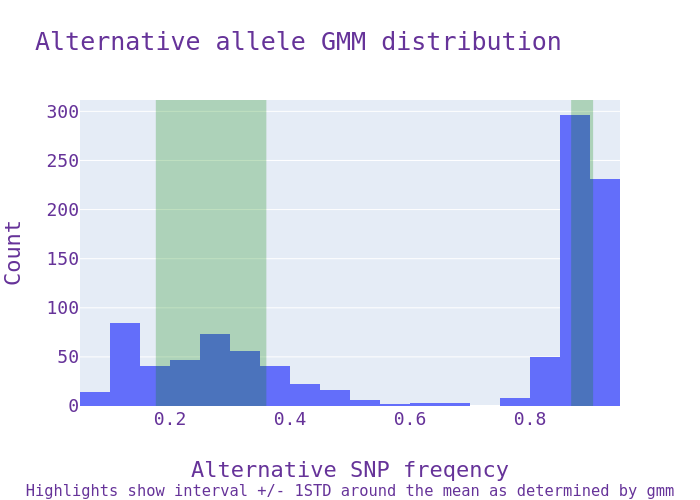 Alternative allele GMM distribution
300
250
200
150
100
50
0
Count
0.2 0.4 0.6 0.8
Alternative SNP freqency
Highlights show interval +/- 1STD around the mean as determined by gmm